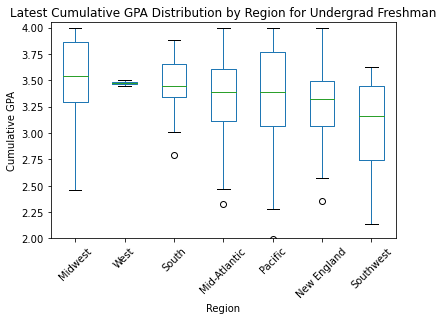 Latest Cumulative GPA Distribution by Region for Undergrad Freshman
4.00
3.75
3.50
3.25
3.00
2.75
2.50
2.25
2.00
Cumulative GPA
Midwest
West
South
Mid-Atlantic
Pacific
New England
Southwest
Region